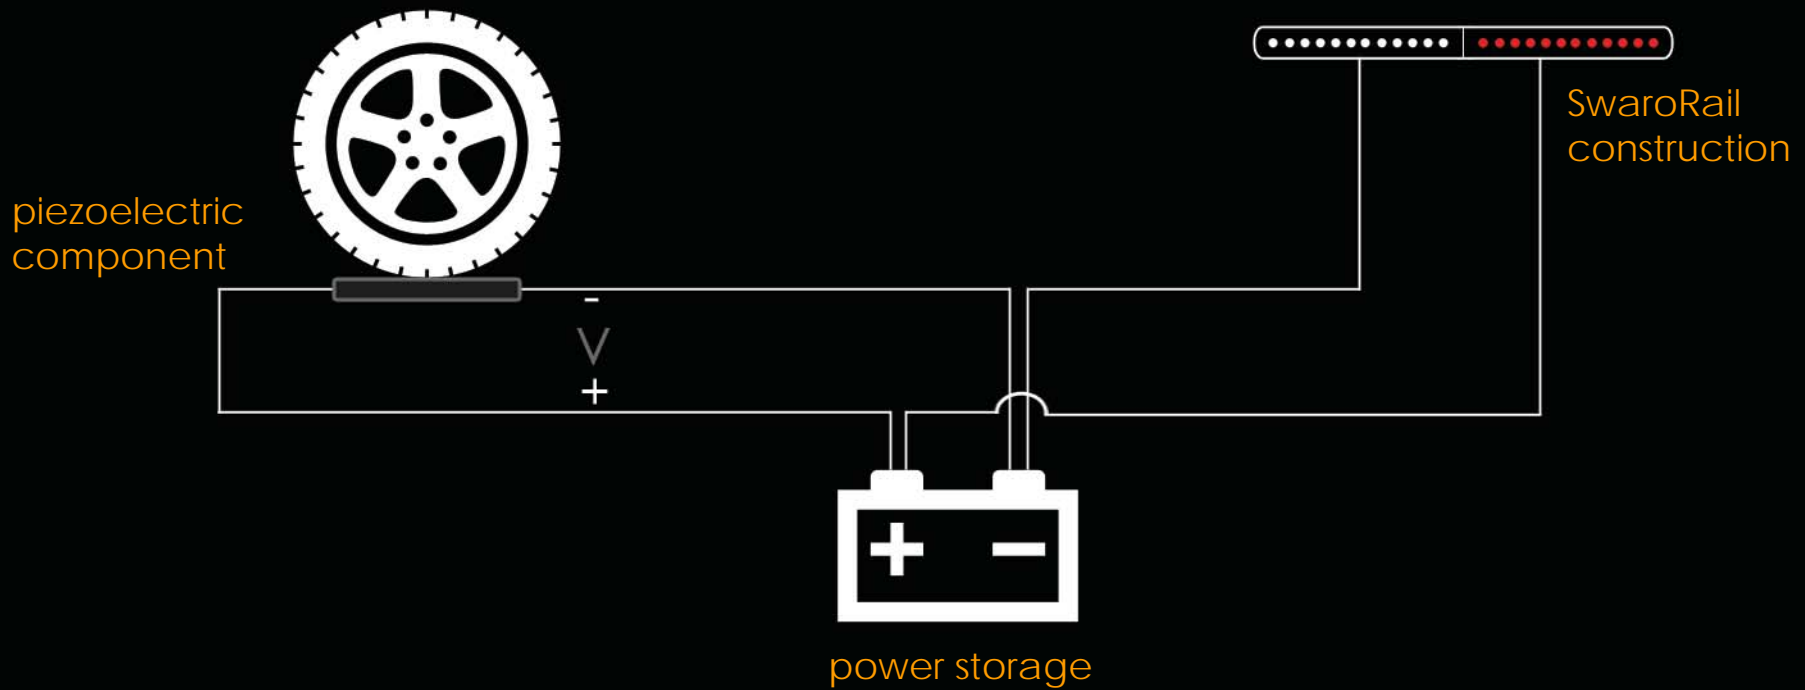 SwaroRail
construction
piezoelectric
component
-
V
+
+ −
power storage